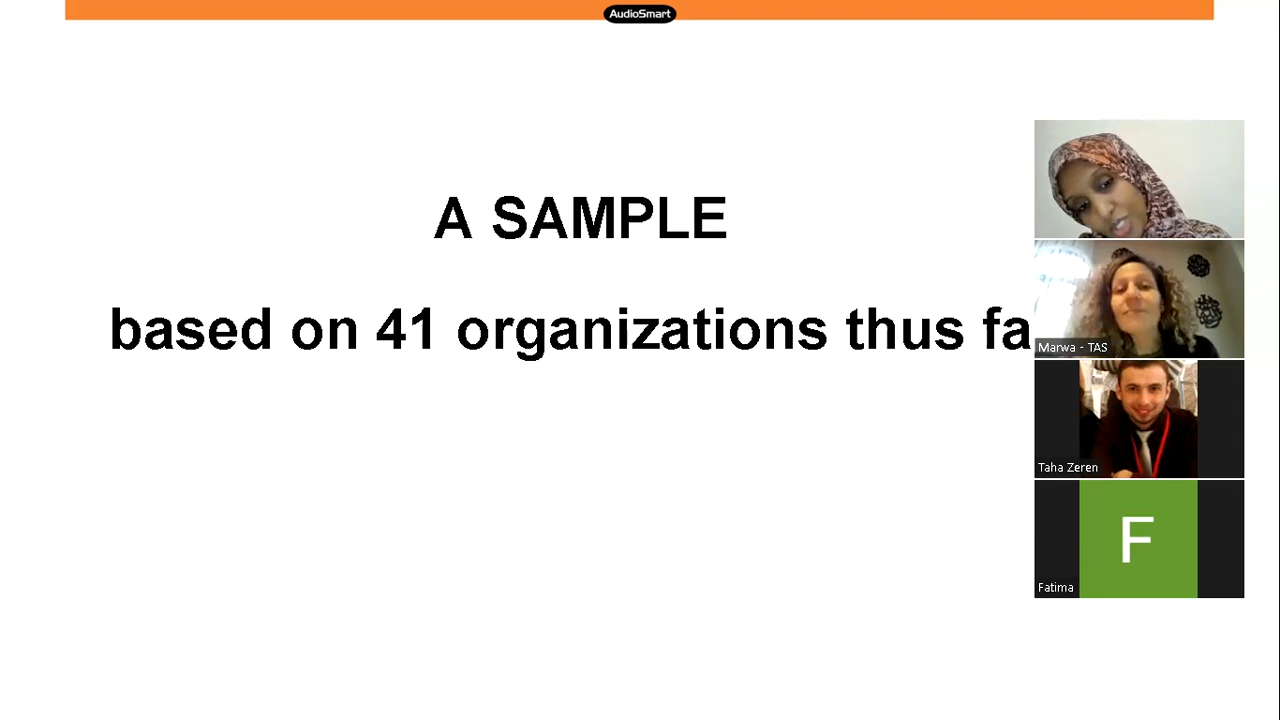 AudioSmart
A SAMPLE
based on 41 organizations thus fa
Marwa - TAS
Taha Zeren
F
Fatima